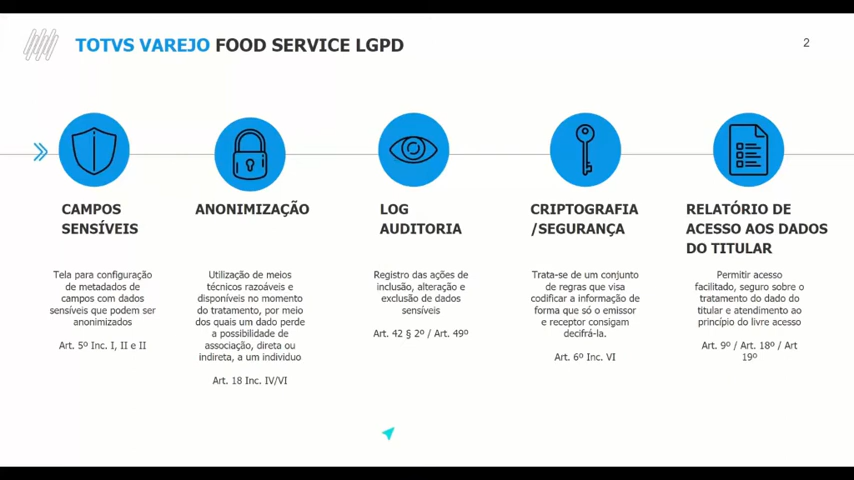 TOTVS VAREJO FOOD SERVICE LGPD
2
CAMPOS
SENSÍVEIS
Tela para configuração
de metadados de
campos com dados
sensíveis que podem ser
anonimizados
Art. 5º Inc. I, II e II
ANONIMIZAÇÃO
Utilização de meios
técnicos razoáveis e
disponíveis no momento
do tratamento, por meio
dos quais um dado perde
a possibilidade de
associação, direta ou
indireta, a um individuo
Art. 18 Inc. IV/VI
LOG
AUDITORIA
Registro das ações de
inclusão, alteração e
exclusão de dados
sensíveis
Art. 42 § 2º / Art. 49º
CRIPTOGRAFIA
/SEGURANÇA
Trata-se de um conjunto
de regras que visa
codificar a informação de
forma que só o emissor
e receptor consigam
decifrá-la.
Art. 6º Inc. VI
RELATÓRIO DE
ACESSO AOS DADOS
DO TITULAR
Permitir acesso
facilitado, seguro sobre o
tratamento do dado do
titular e atendimento ao
princípio do livre acesso
Art. 9º / Art. 18º / Art
19º